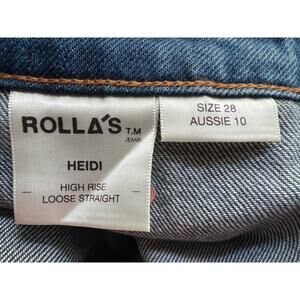 ROLLA'S T.M
JEANS
HEIDI
HIGH RISE
LOOSE STRAIGHT
SIZE 28
AUSSIE 10